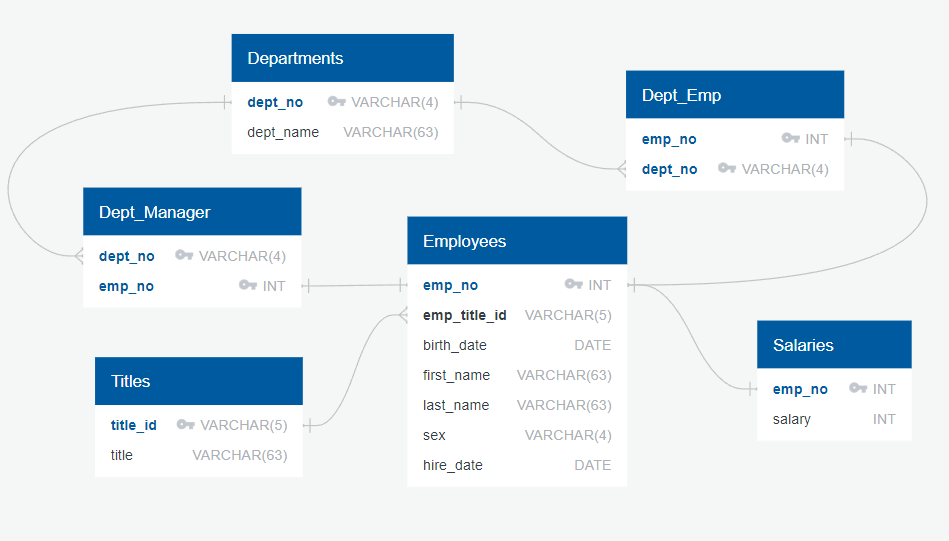 Departments
dept_no VARCHAR(4)
dept_name VARCHAR(63)
Dept_Emp
emp_no INT
dept_no VARCHAR(4)
Dept_Manager
dept_no VARCHAR(4)
emp_no INT
Employees
emp_no INT
emp_title_id VARCHAR(5)
birth_date DATE
first_name VARCHAR(63)
last_name VARCHAR(63)
sex VARCHAR(4)
hire_date DATE
Salaries
emp_no INT
salary INT
Titles
title_id VARCHAR(5)
title VARCHAR(63)